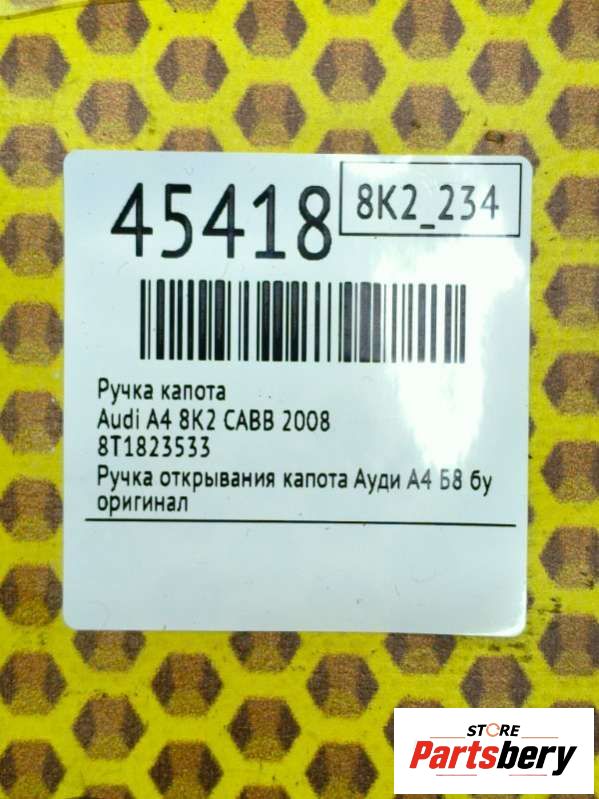 45418
8K2_234
Ручка капота
Audi A4 8K2 CABB 2008
8T1823533
Ручка открывания капота Ауди А4 Б8 бу
оригинал
STORE
Partsbery